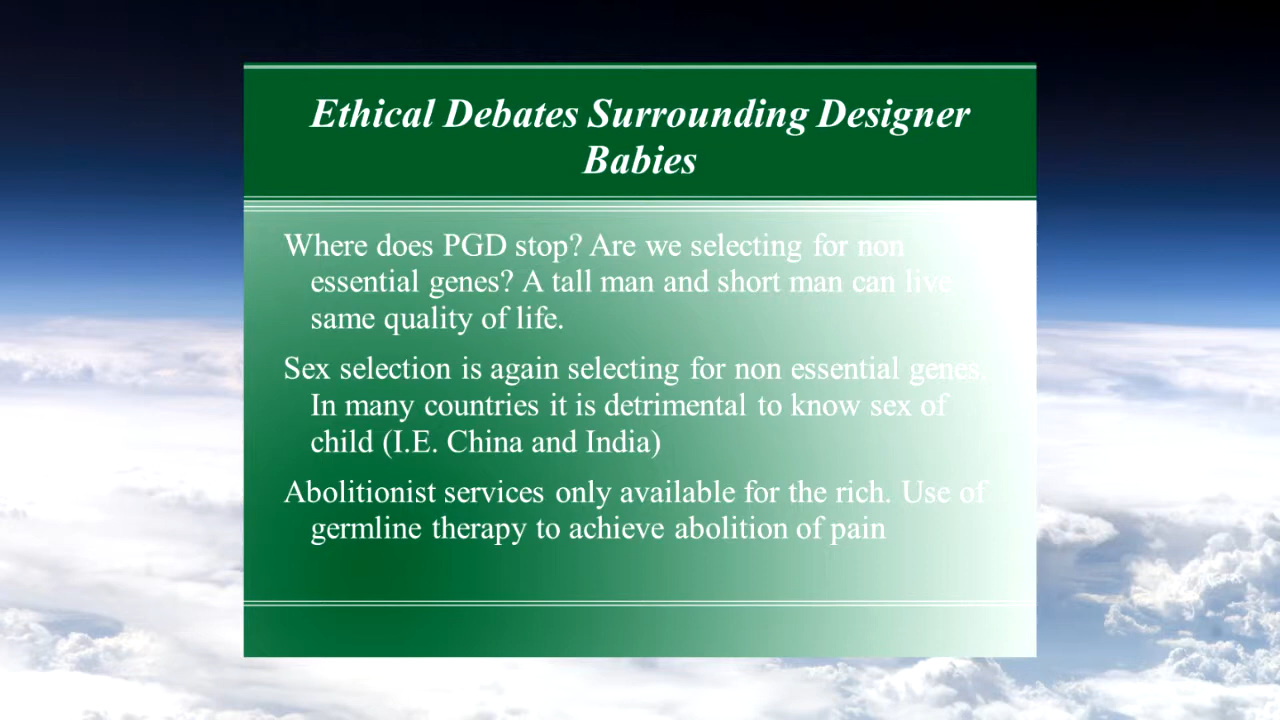 Ethical Debates Surrounding Designer
Babies
Where does PGD stop? Are we selecting for non
essential genes? A tall man and short man can live
same quality of life.
Sex selection is again selecting for non essential genes.
In many countries it is detrimental to know sex of
child (I.E. China and India)
Abolitionist services only available for the rich. Use of
germline therapy to achieve abolition of pain